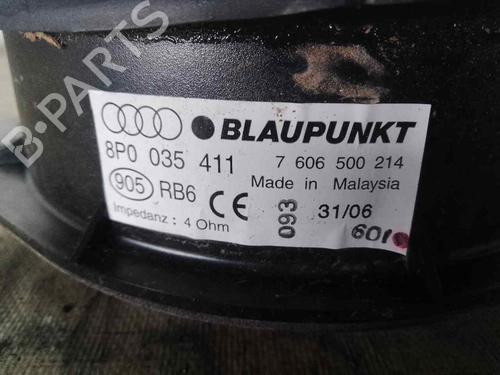 B-PARTS
BLAUPUNKT
8P0 035 411 7 606 500 214
905 RB6 CE Made in Malaysia
Impedanz : 4 Ohm 093 31/06
601